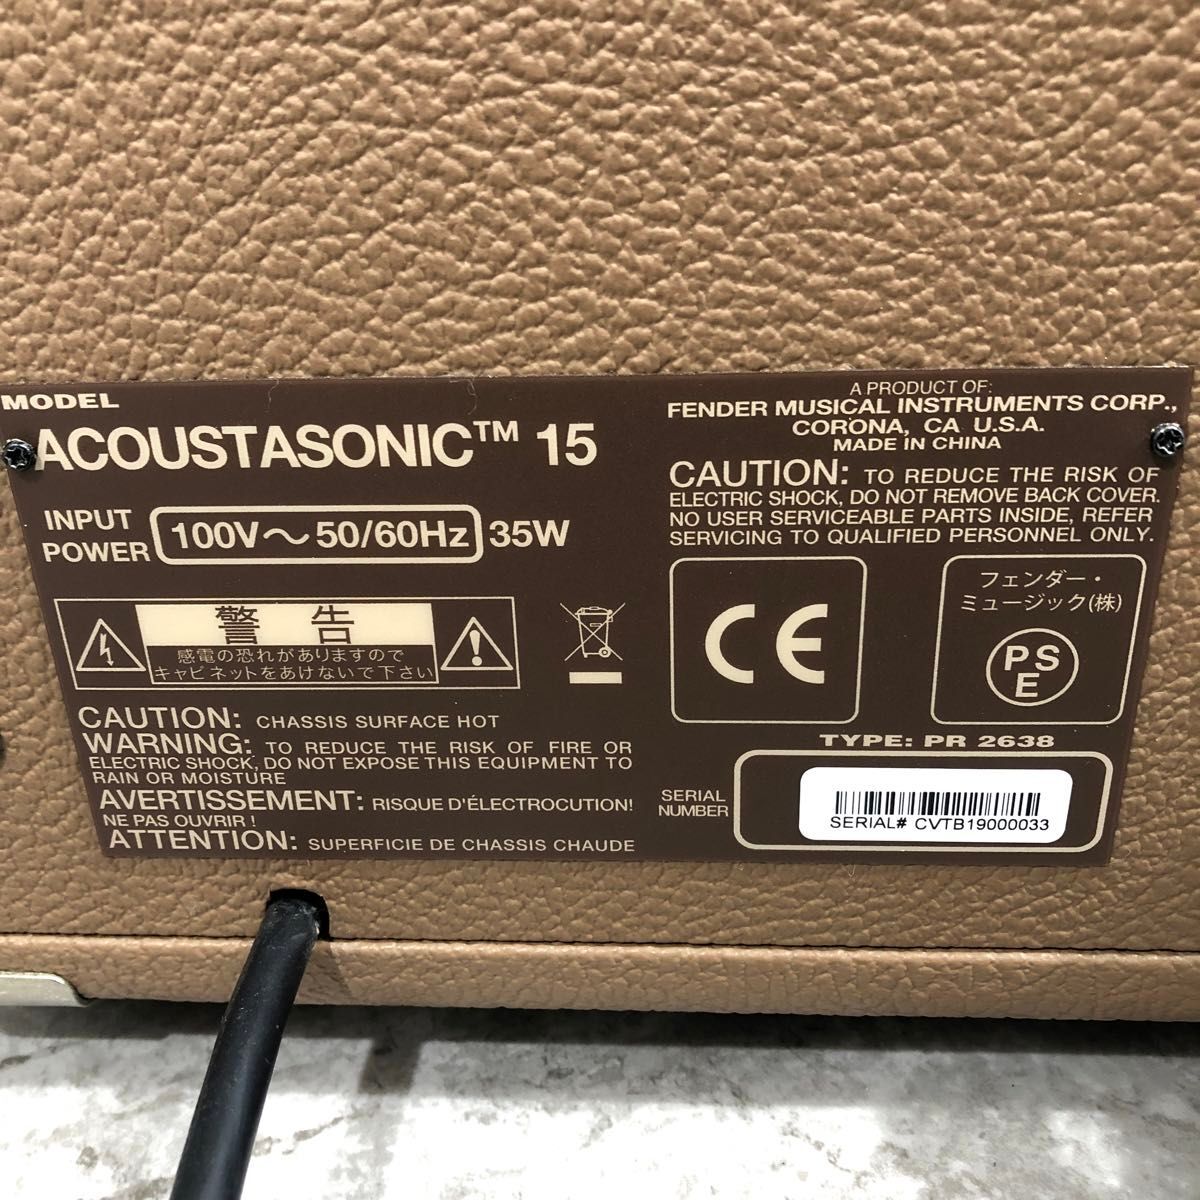 MODEL
ACOUSTASONIC™ 15
INPUT POWER 100V～50/60Hz 35W
警告
感電の恐れがありますので
キャビネットをあけないで下さい
CAUTION: CHASSIS SURFACE HOT
WARNING: TO REDUCE THE RISK OF FIRE OR
ELECTRIC SHOCK, DO NOT EXPOSE THIS EQUIPMENT TO
RAIN OR MOISTURE
AVERTISSEMENT: RISQUE D'ÉLECTROCUTION!
NE PAS OUVRIR !
ATTENTION: SUPERFICIE DE CHASSIS CHAUDE
A PRODUCT OF:
FENDER MUSICAL INSTRUMENTS CORP.,
CORONA, CA U.S.A.
MADE IN CHINA
CAUTION: TO REDUCE THE RISK OF
ELECTRIC SHOCK, DO NOT REMOVE BACK COVER.
NO USER SERVICEABLE PARTS INSIDE, REFER
SERVICING TO QUALIFIED PERSONNEL ONLY.
CE
フェンダー・
ミュージック(株)
PS
E
TYPE: PR 2638
SERIAL
NUMBER
SERIAL# CVTB19000033